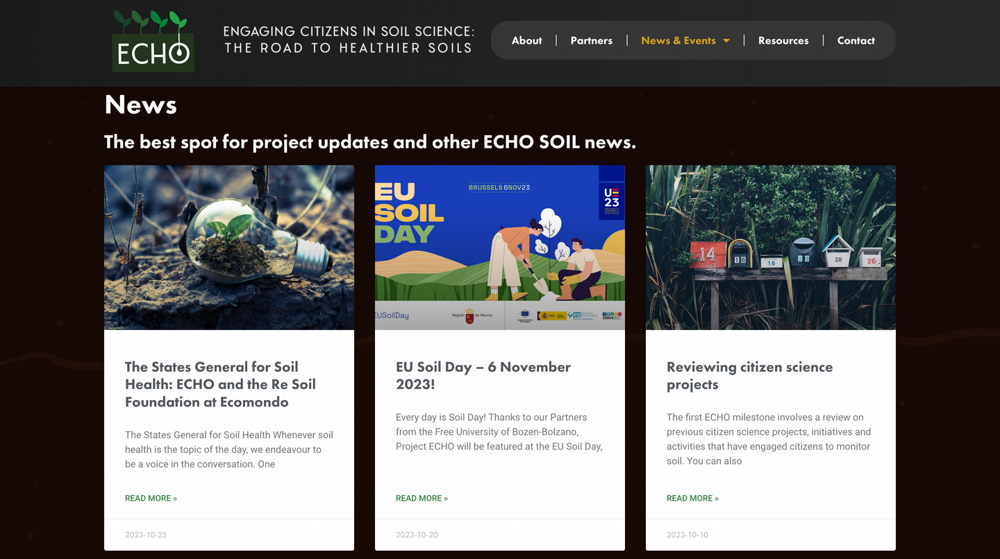 ECHO
ENGAGING CITIZENS IN SOIL SCIENCE:
THE ROAD TO HEALTHIER SOILS
About
Partners
News & Events
Resources
Contact
News
The best spot for project updates and other ECHO SOIL news.
EU
SOIL
DAY
BRUSSELS 6NOV23
UE
23
EUSoilDay
Región de Murcia
CDTI
ERRIN
14
16
18
20
28
26
The States General for Soil
Health: ECHO and the Re Soil
Foundation at Ecomondo
The States General for Soil Health Whenever soil
health is the topic of the day, we endeavour to
be a voice in the conversation. One
READ MORE »
2023-10-25
EU Soil Day – 6 November
2023!
Every day is Soil Day! Thanks to our Partners
from the Free University of Bozen-Bolzano,
Project ECHO will be featured at the EU Soil Day,
READ MORE »
2023-10-20
Reviewing citizen science
projects
The first ECHO milestone involves a review on
previous citizen science projects, initiatives and
activities that have engaged citizens to monitor
soil. You can also
READ MORE »
2023-10-10